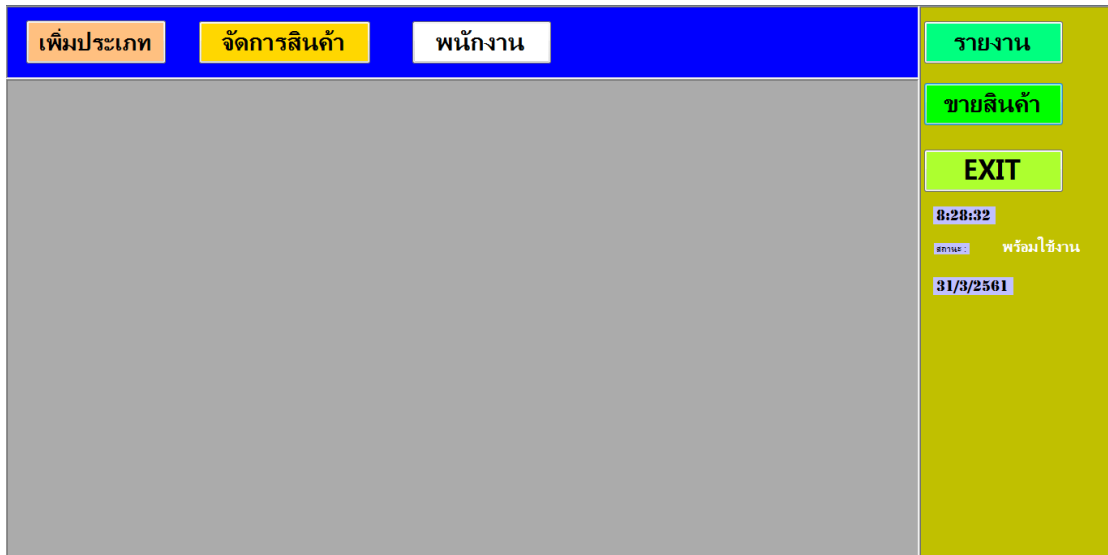 เพิ่มประเภท
จัดการสินค้า
พนักงาน
รายงาน
ขายสินค้า
EXIT
8:28:32
สถานะ : พร้อมใช้งาน
31/3/2561